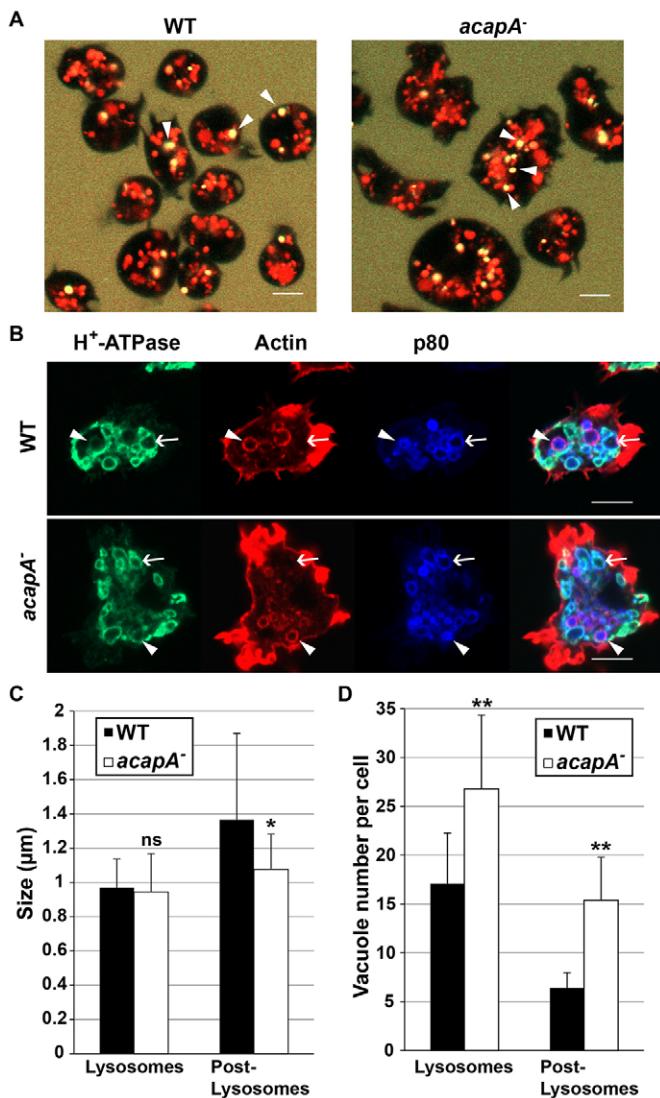 A
WT
acapA-
B
H+-ATPase
Actin
p80
WT
acapA-
C
D
2
1.8
1.6
1.4
1.2
1
0.8
0.6
0.4
0.2
0
Size (µm)
WT
acapA-
ns
*
Lysosomes
Post-
Lysosomes
35
30
25
20
15
10
5
0
Vacuole number per cell
WT
acapA-
**
**
Lysosomes
Post-
Lysosomes